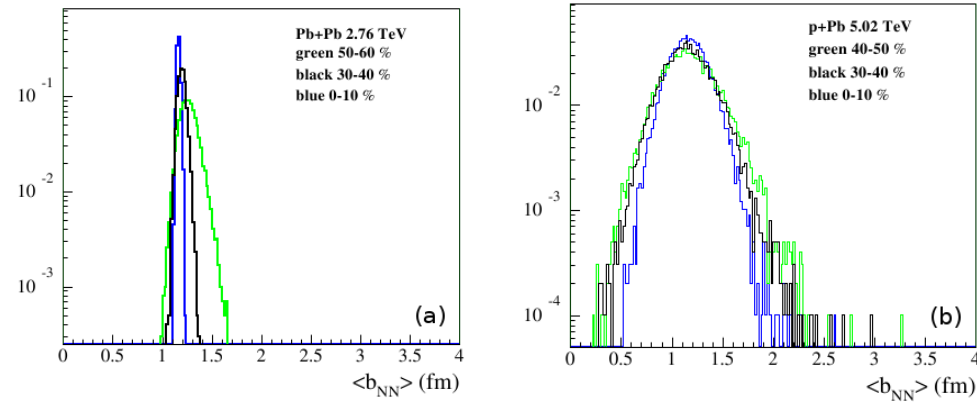 Pb+Pb 2.76 TeV
green 50-60 %
black 30-40 %
blue 0-10 %
10 -1
10 -2
10 -3
(a)
0 0.5 1 1.5 2 2.5 3 3.5 4
<b_NN> (fm)
p+Pb 5.02 TeV
green 40-50 %
black 30-40 %
blue 0-10 %
10 -2
10 -3
10 -4
(b)
0 0.5 1 1.5 2 2.5 3 3.5 4
<b_NN> (fm)